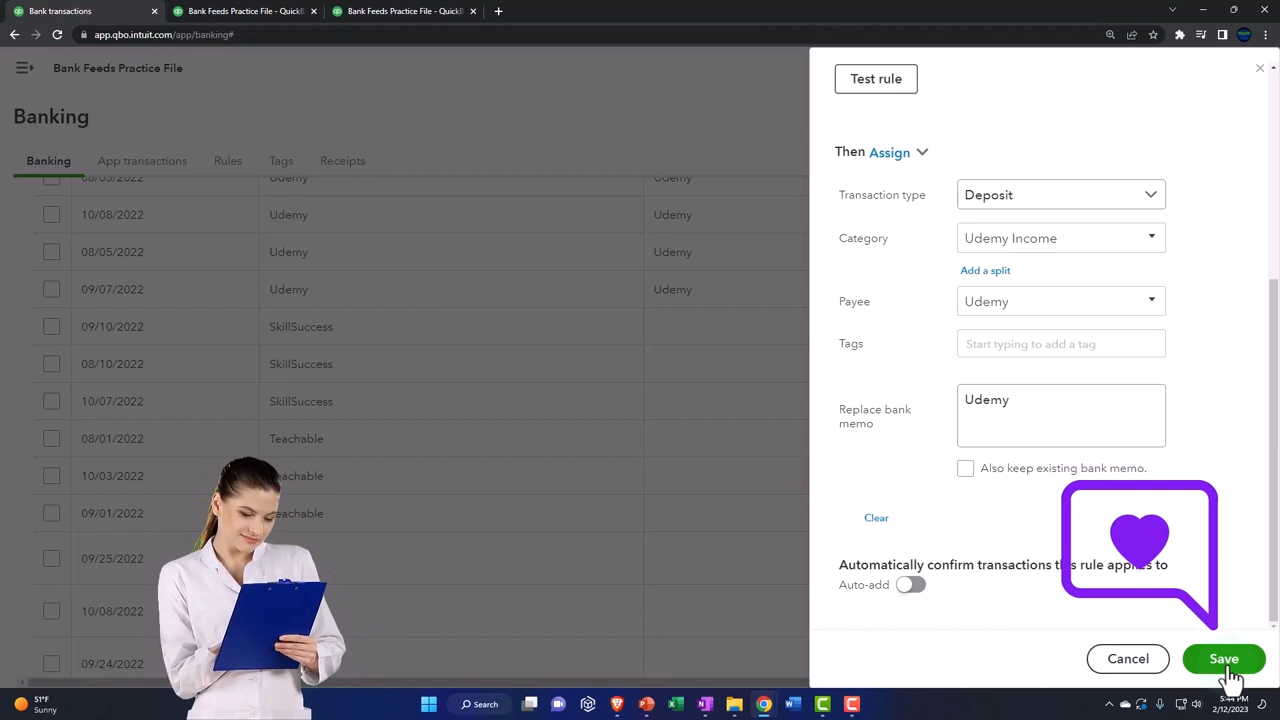 Bank transactions
Bank Feeds Practice File - QuickB
Bank Feeds Practice File - QuickB
app.qbo.intuit.com/app/banking#
Bank Feeds Practice File
Banking
Banking App transactions Rules Tags Receipts
08/05/2022 Udemy Udemy
10/08/2022 Udemy Udemy
08/05/2022 Udemy Udemy
09/07/2022 Udemy Udemy
09/10/2022 SkillSuccess
08/10/2022 SkillSuccess
10/07/2022 SkillSuccess
08/01/2022 Teachable
10/03/2022 eachable
09/01/2022 eachable
09/25/2022
10/08/2022
09/24/2022
Test rule
Then Assign
Transaction type Deposit
Category Udemy Income
Add a split
Payee Udemy
Tags Start typing to add a tag
Replace bank
memo
Udemy
Also keep existing bank memo.
Clear
Automatically confirm transactions this rule applies to
Auto-add
Cancel Save
51°F
Sunny
Search
5:44 PM
2/12/2023